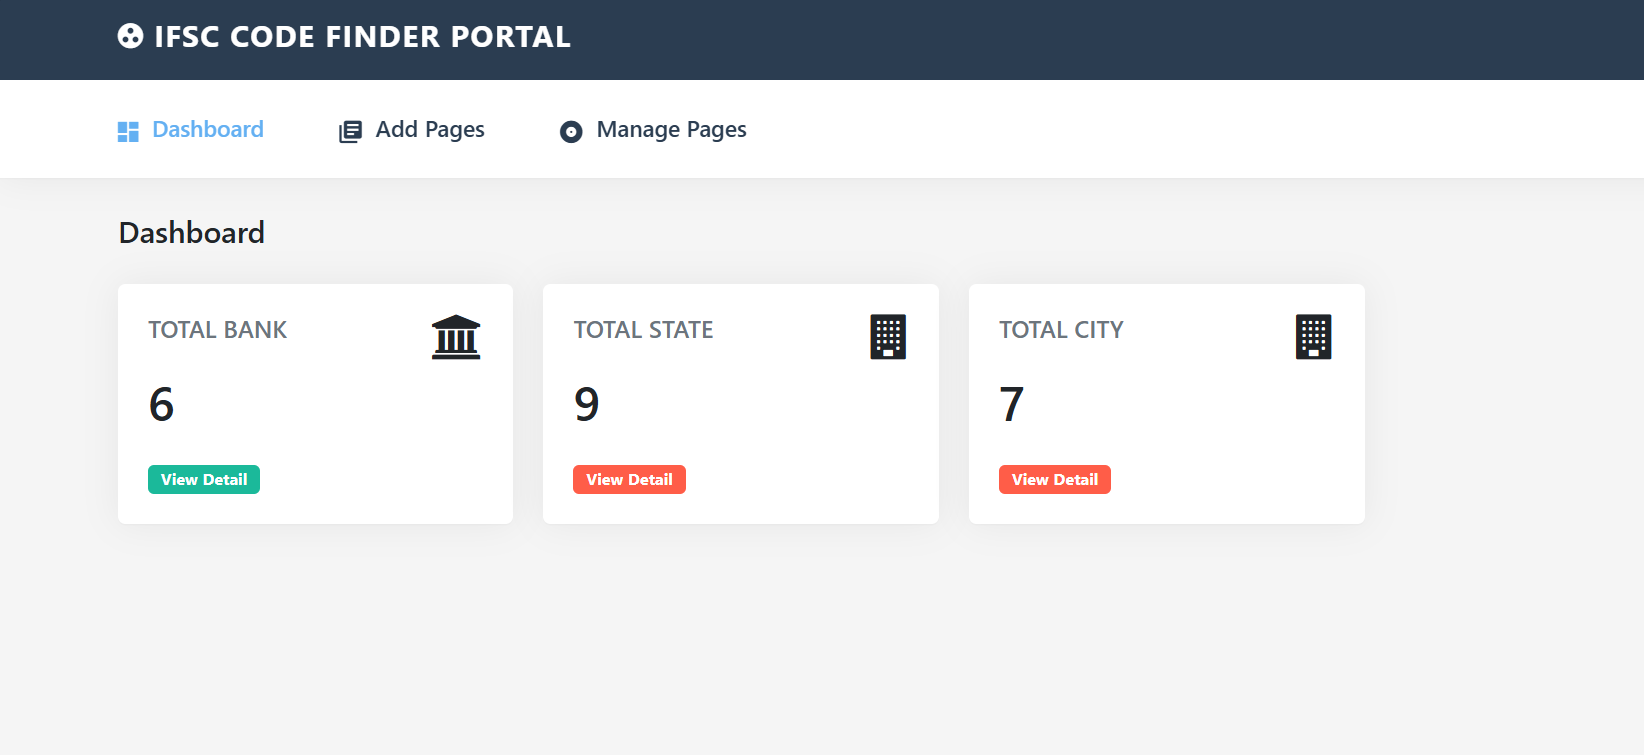 IFSC CODE FINDER PORTAL
Dashboard Add Pages Manage Pages
Dashboard
TOTAL BANK
6
View Detail
TOTAL STATE
9
View Detail
TOTAL CITY
7
View Detail